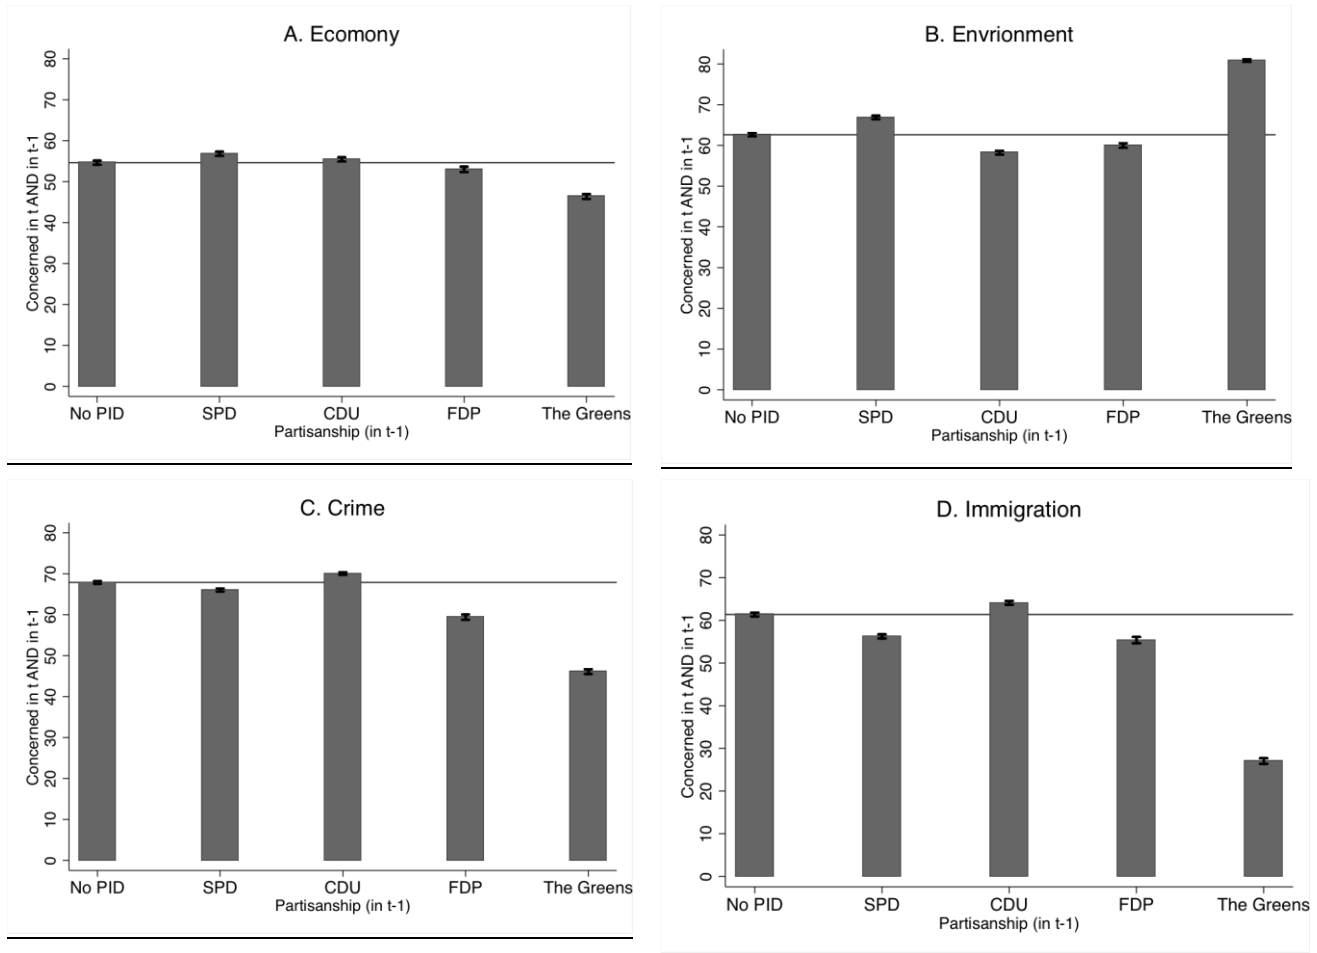 A. Ecomony
Concerned in t AND in t-1
80
70
60
50
40
30
20
10
0
No PID SPD CDU FDP The Greens
Partisanship (in t-1)
B. Envrionment
Concerned in t AND in t-1
80
70
60
50
40
30
20
10
0
No PID SPD CDU FDP The Greens
Partisanship (in t-1)
C. Crime
Concerned in t AND in t-1
80
70
60
50
40
30
20
10
0
No PID SPD CDU FDP The Greens
Partisanship (in t-1)
D. Immigration
Concerned in t AND in t-1
80
70
60
50
40
30
20
10
0
No PID SPD CDU FDP The Greens
Partisanship (in t-1)